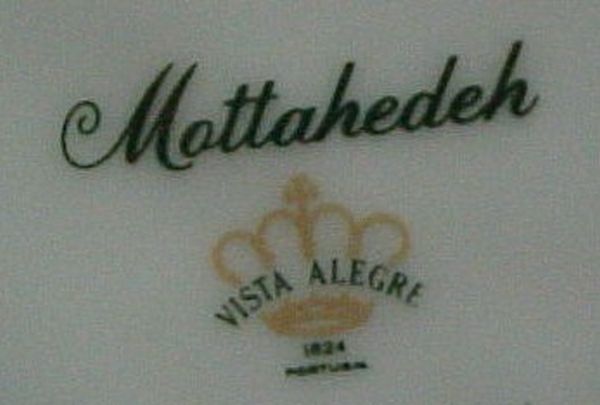 Mottahedeh
VISTA ALEGRE
1824
PORTUGAL